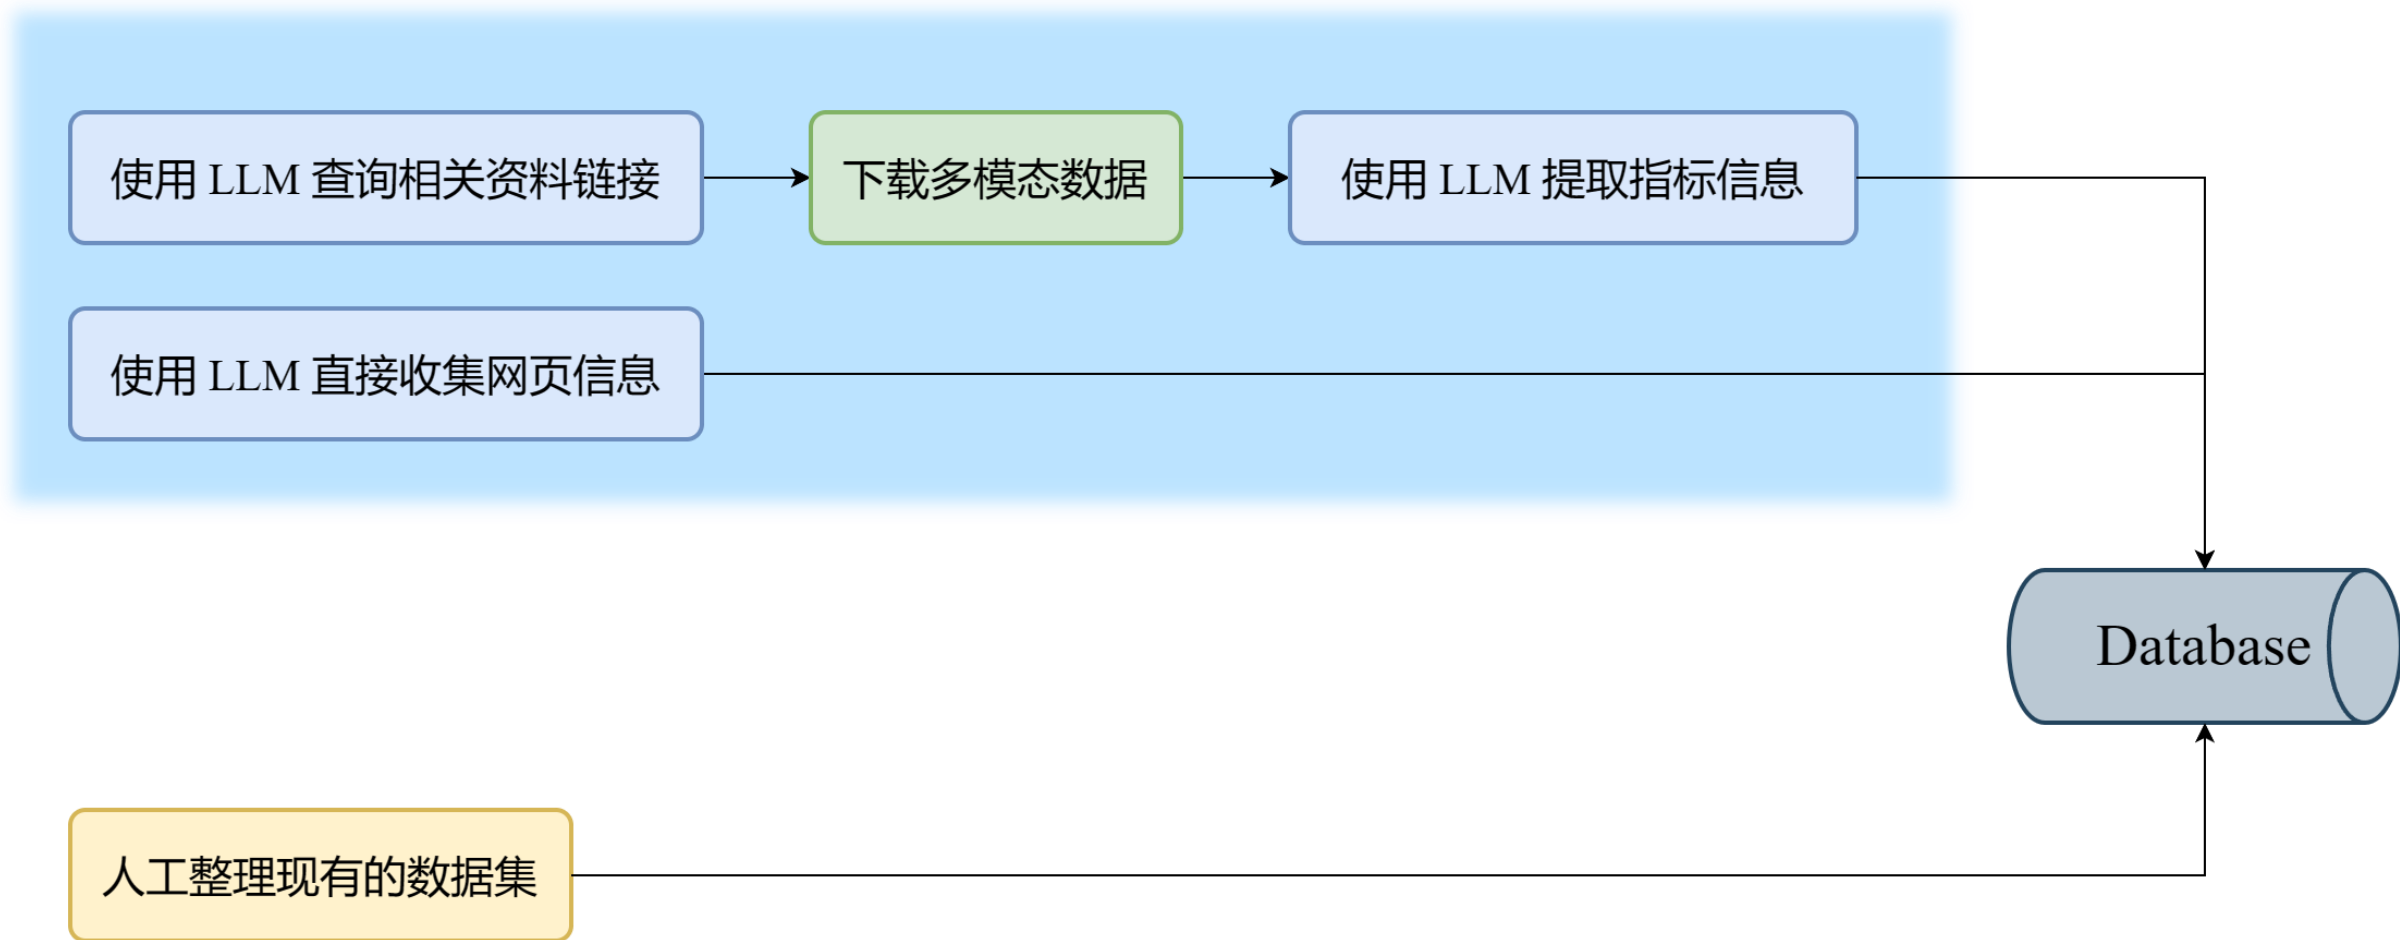 使用 LLM 查询相关资料链接
下载多模态数据
使用 LLM 提取指标信息
使用 LLM 直接收集网页信息
Database
人工整理现有的数据集